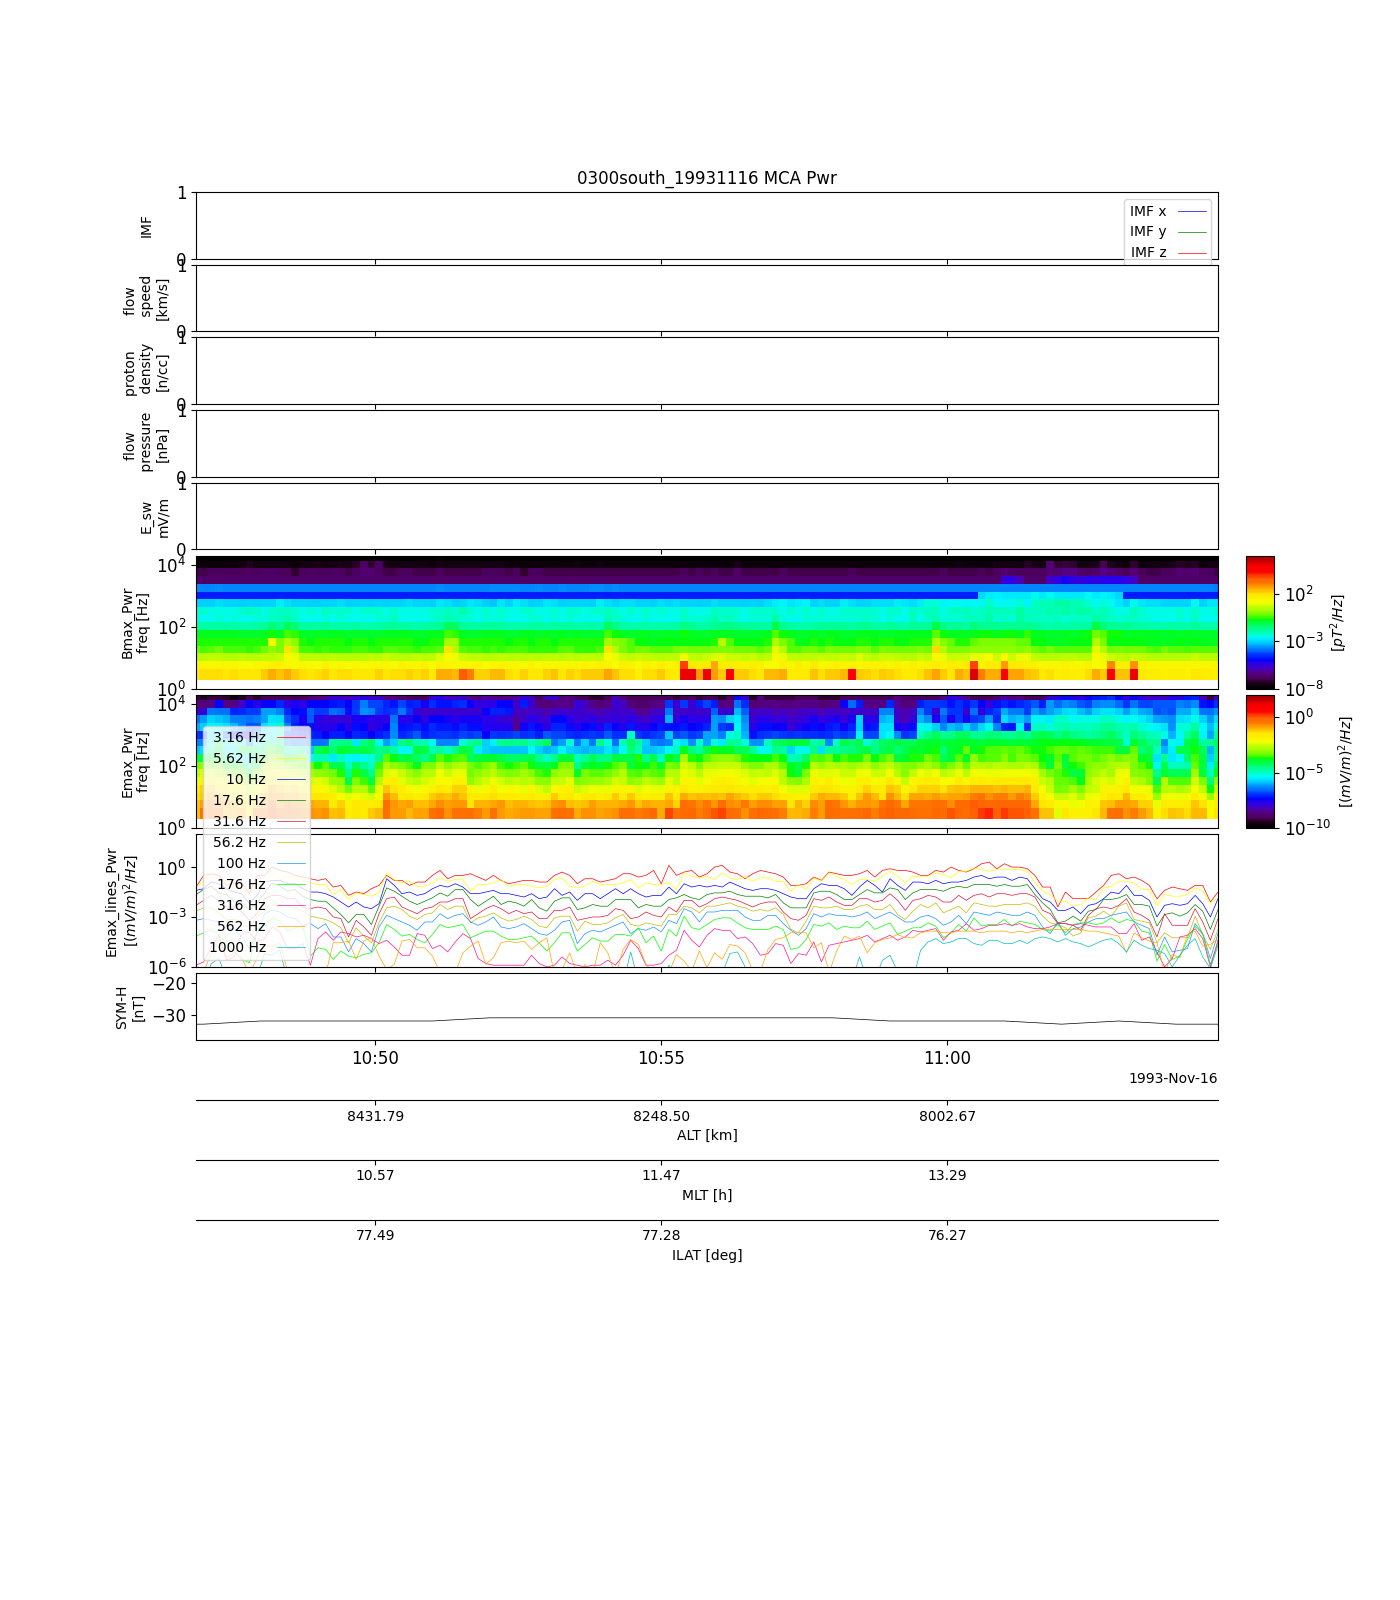 0300south_19931116 MCA Pwr
1
IMF
0
IMF x
IMF y
IMF z
1
flow
speed
[km/s]
0
1
proton
density
[n/cc]
0
1
flow
pressure
[nPa]
0
1
E_sw
mV/m
0
10^4
10^2
10^0
Bmax_Pwr
freq [Hz]
10^2
10^-3
10^-8
[pT^2/Hz]
10^4
10^2
10^0
Emax_Pwr
freq [Hz]
10^0
10^-5
10^-10
[(mV/m)^2/Hz]
3.16 Hz
5.62 Hz
10 Hz
17.6 Hz
31.6 Hz
56.2 Hz
100 Hz
176 Hz
316 Hz
562 Hz
1000 Hz
10^0
10^-3
10^-6
Emax_lines_Pwr
[(mV/m)^2/Hz]
−20
−30
SYM-H
[nT]
10:50 10:55 11:00
1993-Nov-16
8431.79 8248.50 8002.67
ALT [km]
10.57 11.47 13.29
MLT [h]
77.49 77.28 76.27
ILAT [deg]